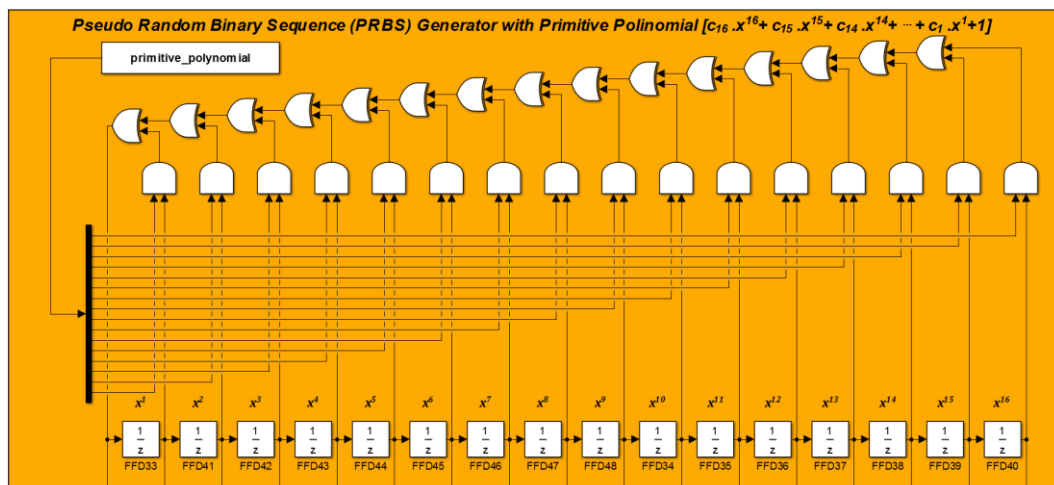 Pseudo Random Binary Sequence (PRBS) Generator with Primitive Polinomial [c₁₆ .x¹⁶+ c₁₅ .x¹⁵+ c₁₄ .x¹⁴+ ··· + c₁ .x¹+1]
primitive_polynomial
x¹ x² x³ x⁴ x⁵ x⁶ x⁷ x⁸ x⁹ x¹⁰ x¹¹ x¹² x¹³ x¹⁴ x¹⁵ x¹⁶
1 1 1 1 1 1 1 1 1 1 1 1 1 1 1 1
z z z z z z z z z z z z z z z z
FFD33 FFD41 FFD42 FFD43 FFD44 FFD45 FFD46 FFD47 FFD48 FFD34 FFD35 FFD36 FFD37 FFD38 FFD39 FFD40